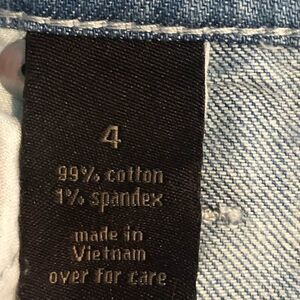 4
99% cotton
1% spandex
made in
Vietnam
over for care